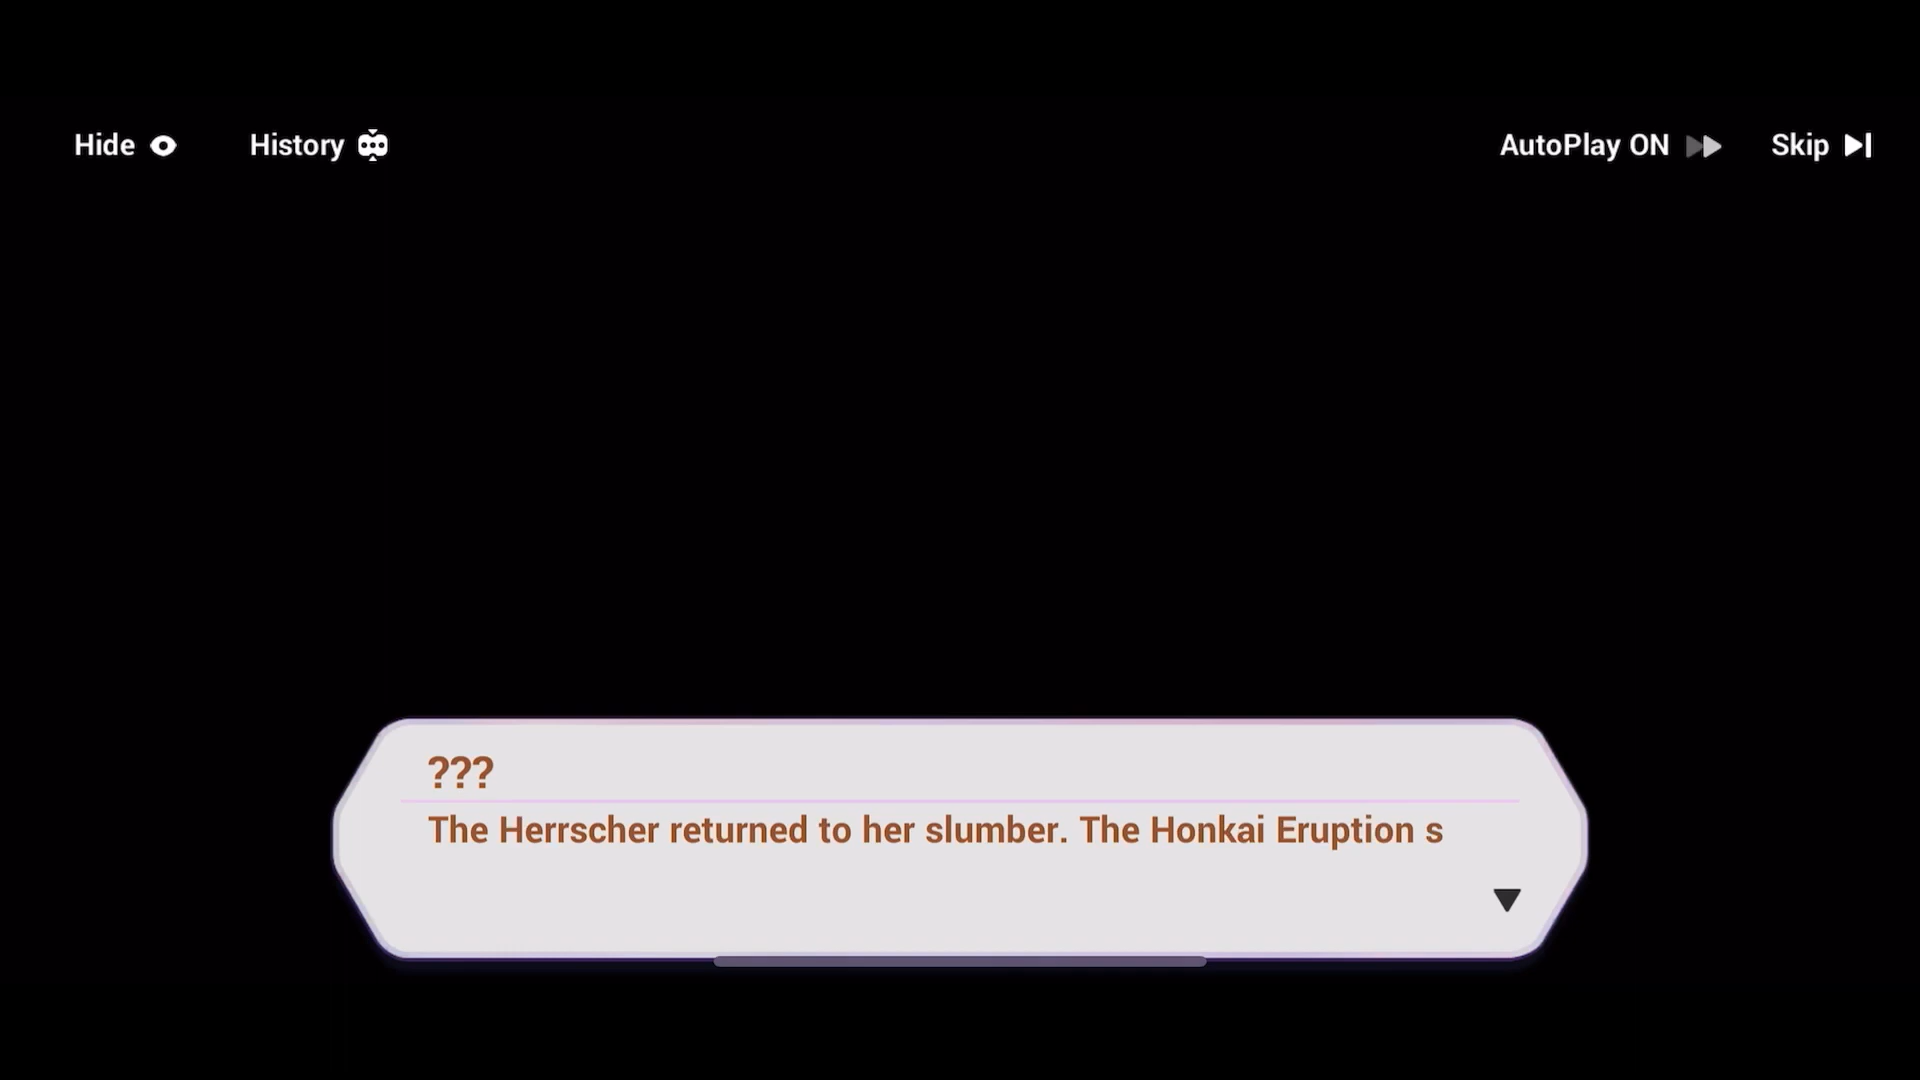 Hide
History
AutoPlay ON
Skip
???
The Herrscher returned to her slumber. The Honkai Eruption s